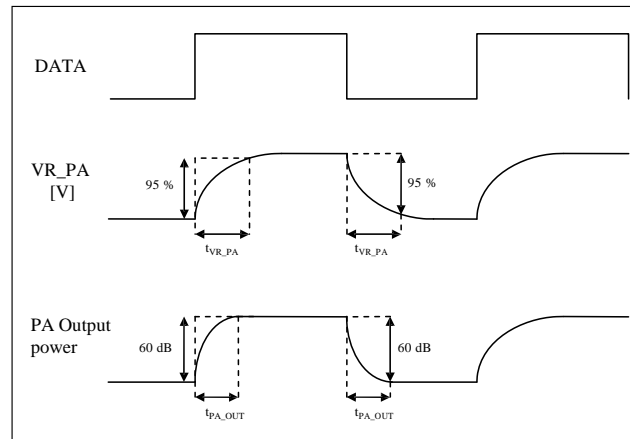 DATA
VR_PA
[V]
95 %
95 %
tVR_PA
tVR_PA
PA Output
power
60 dB
60 dB
tPA_OUT
tPA_OUT